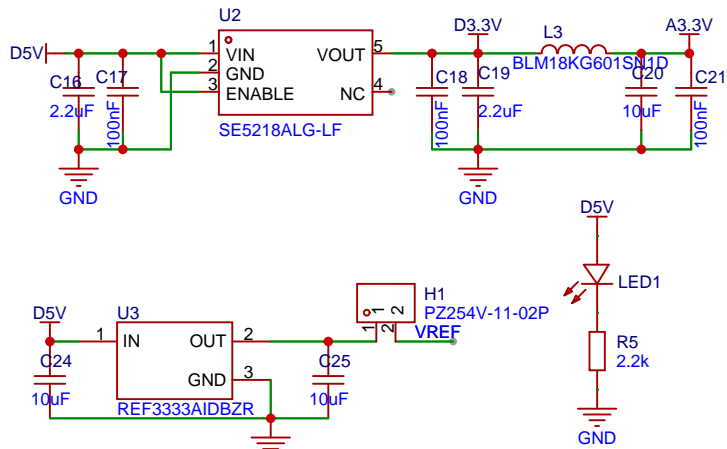 U2
D5V
1
VIN
2
GND
3
ENABLE
VOUT
5
NC
4
SE5218ALG-LF
C16
2.2uF
C17
100nF
GND
D3.3V
L3
BLM18KG601SN1D
A3.3V
C18
100nF
C19
2.2uF
C20
10uF
C21
100nF
GND
D5V
LED1
R5
2.2k
GND
D5V
U3
1
IN
OUT
2
GND
3
REF3333AIDBZR
C24
10uF
C25
10uF
H1
PZ254V-11-02P
1
2
1
2
VREF